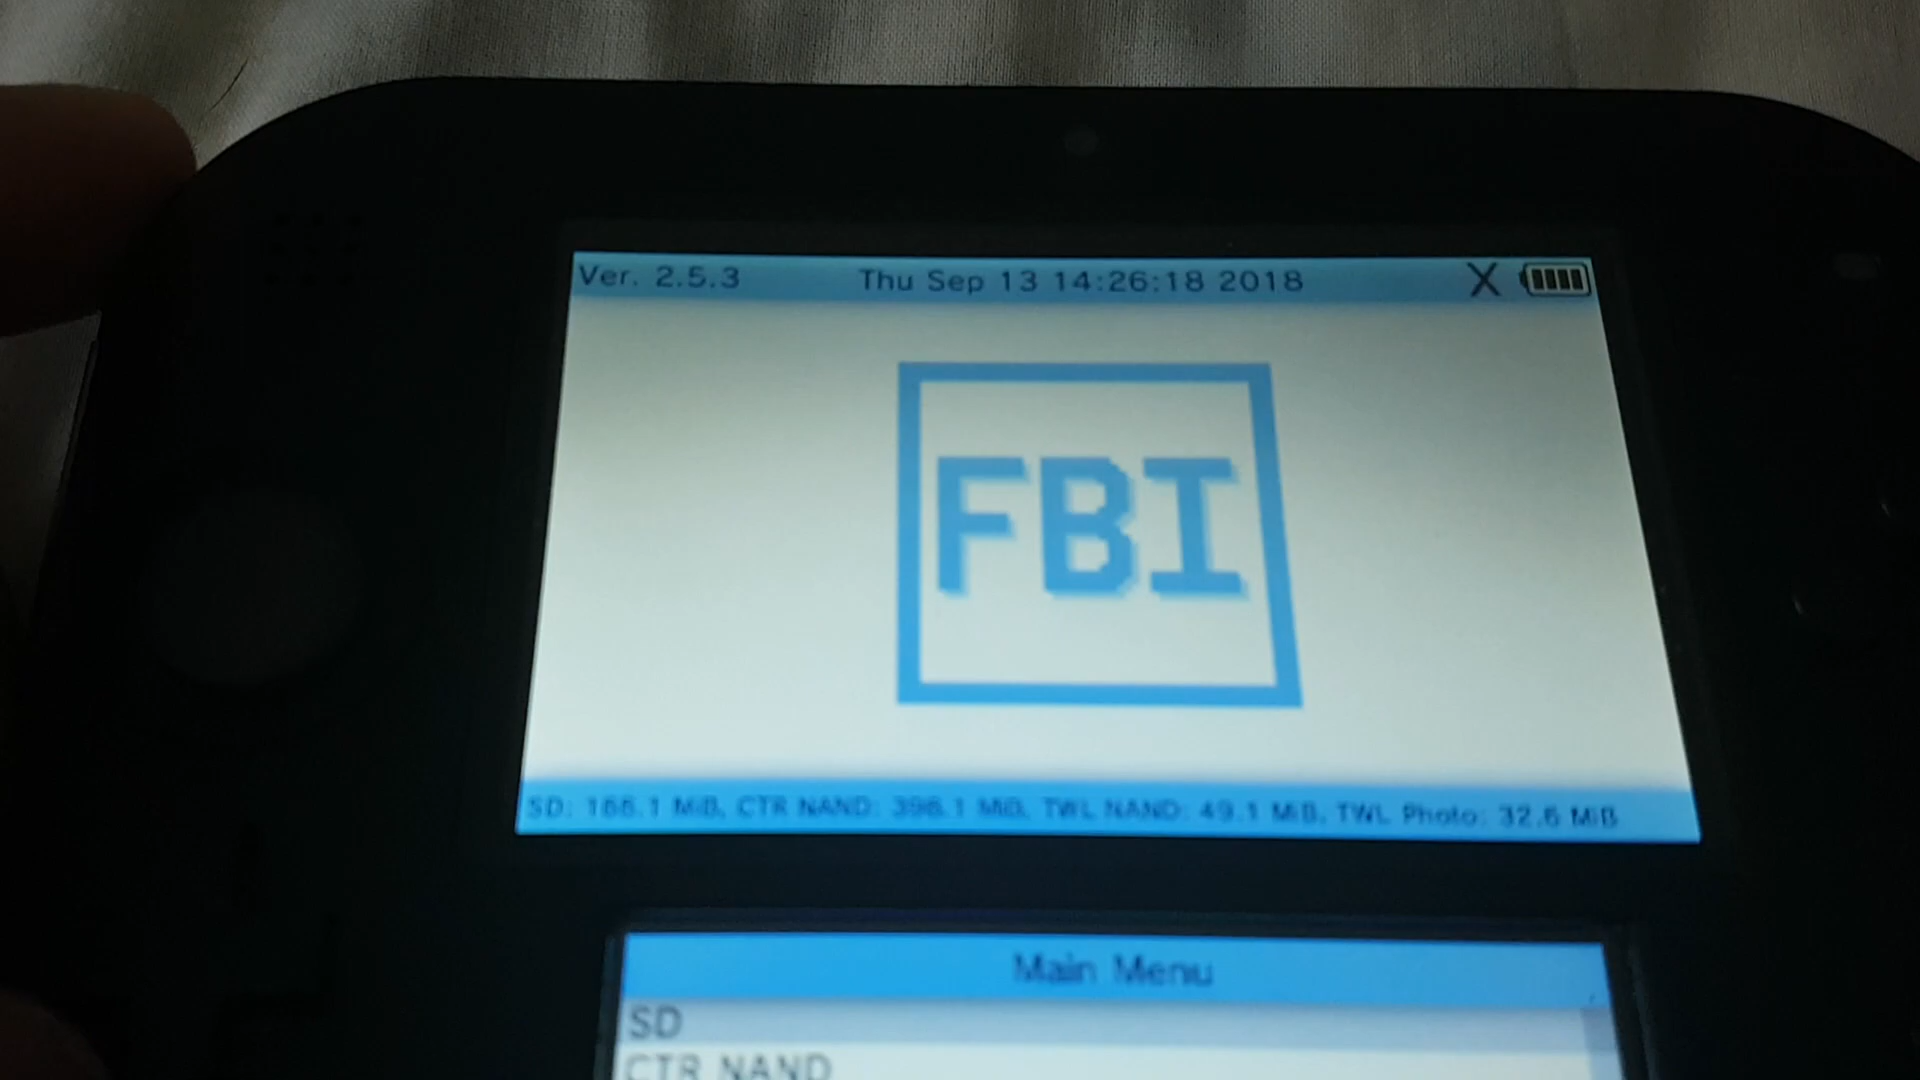 Ver. 2.5.3
Thu Sep 13 14:26:18 2018
FBI
SD: 166.1 MiB, CTR NAND: 396.1 MiB, TWL NAND: 49.1 MiB, TWL Photo: 32.6 MiB
Main Menu
SD
CTR NAND